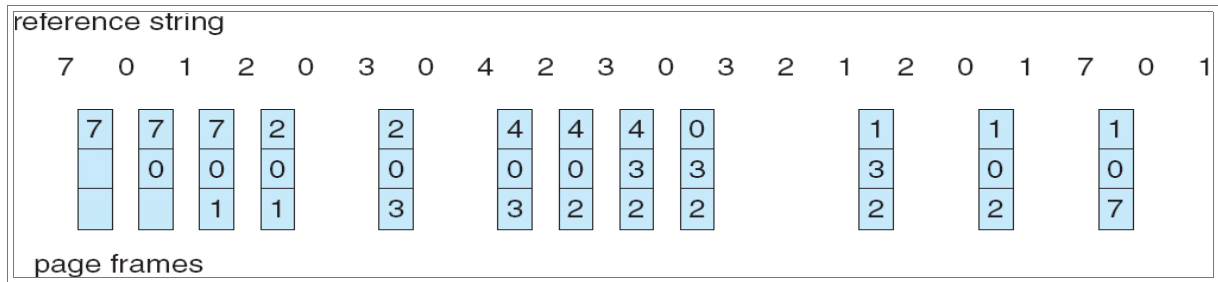 reference string
7 0 1 2 0 3 0 4 2 3 0 3 2 1 2 0 1 7 0 1
7 7 7 2 2 4 4 4 0 1 1 1
0 0 0 0 0 0 3 3 3 0 0
1 1 3 3 2 2 2 2 2 7
page frames